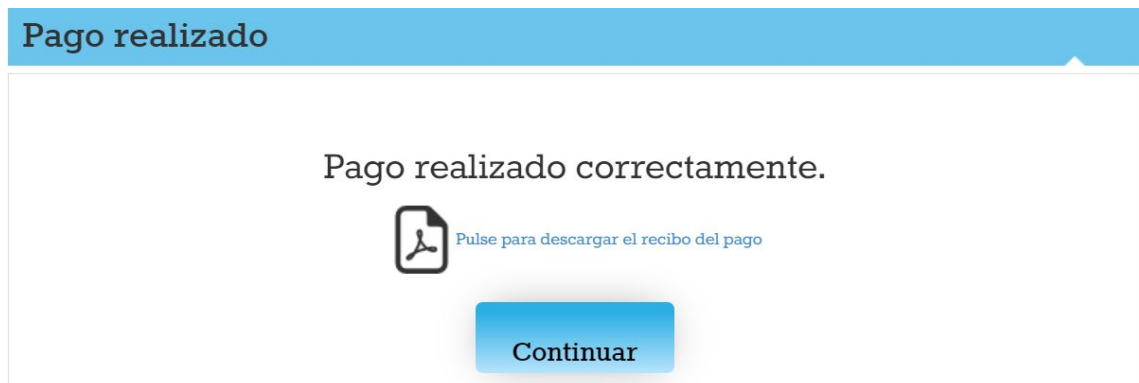 Pago realizado
Pago realizado correctamente.
Pulse para descargar el recibo del pago
Continuar